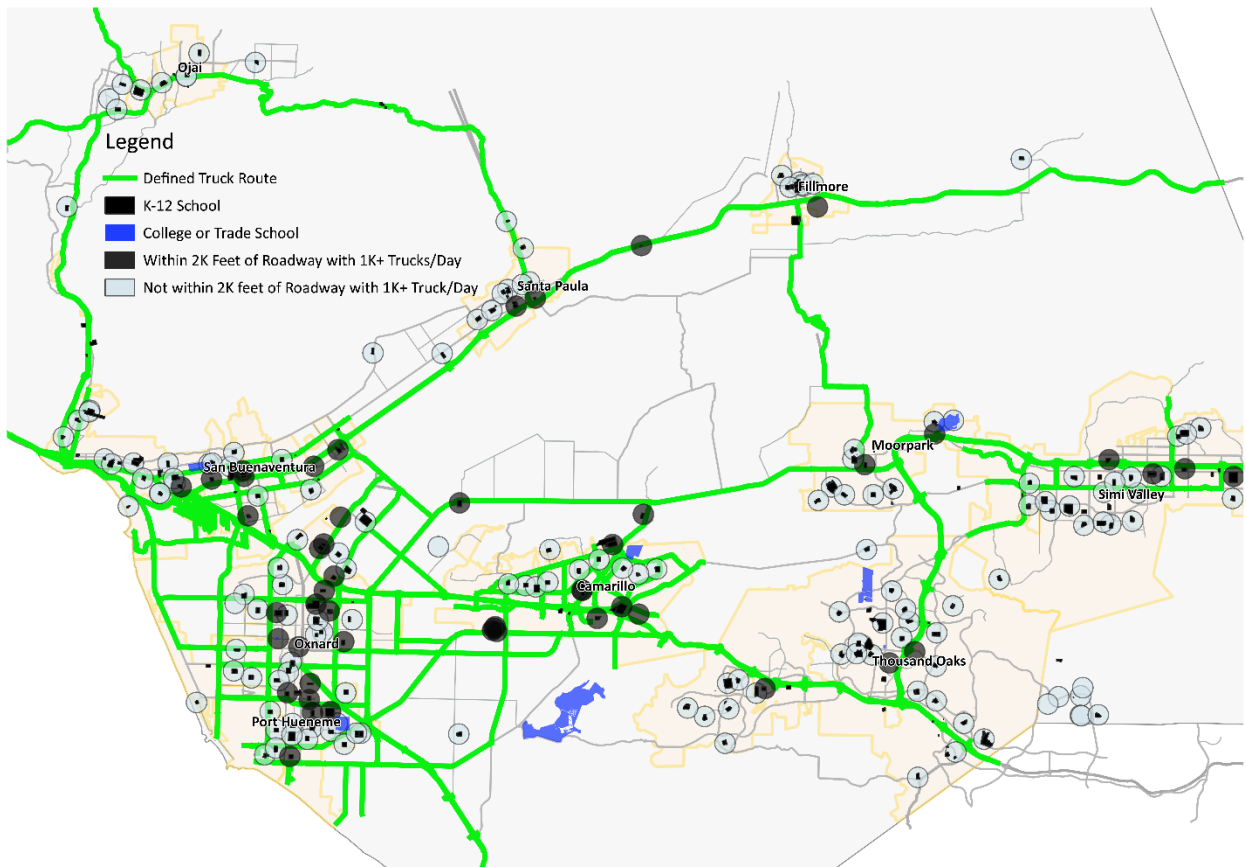 Ojai
Legend
Defined Truck Route
K-12 School
College or Trade School
Within 2K Feet of Roadway with 1K+ Trucks/Day
Not within 2K feet of Roadway with 1K+ Truck/Day
Fillmore
Santa Paula
Moorpark
San Buenaventura
Simi Valley
Camarillo
Oxnard
Thousand Oaks
Port Hueneme